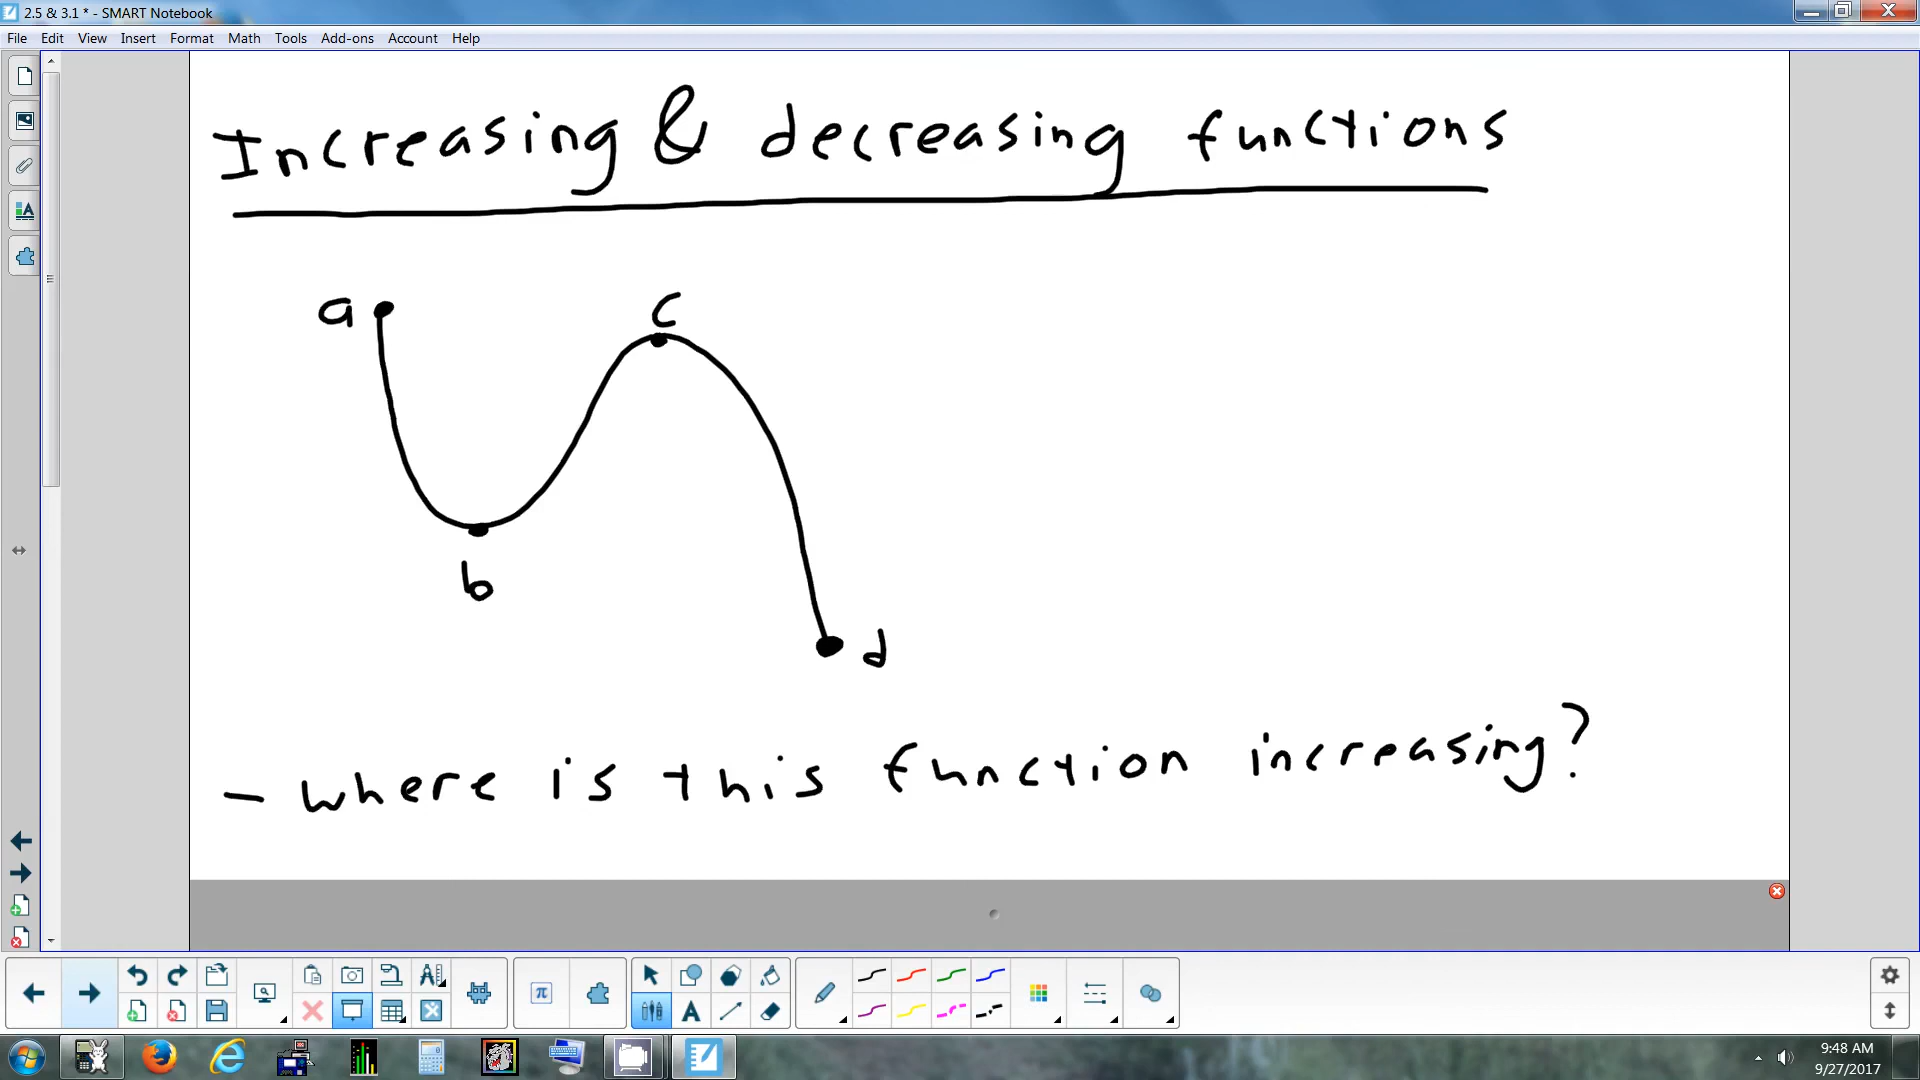 2.5 & 3.1 * - SMART Notebook
File Edit View Insert Format Math Tools Add-ons Account Help
Increasing & decreasing functions
a
c
b
d
- where is this function increasing?
π
A
9:48 AM
9/27/2017